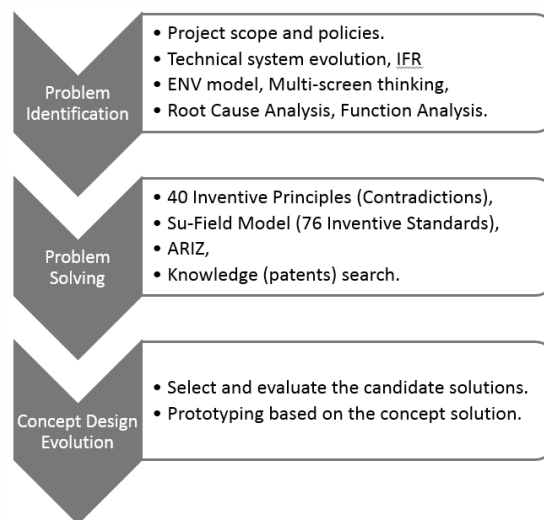 Problem
Identification
• Project scope and policies.
• Technical system evolution, IFR
• ENV model, Multi-screen thinking,
• Root Cause Analysis, Function Analysis.
Problem
Solving
• 40 Inventive Principles (Contradictions),
• Su-Field Model (76 Inventive Standards),
• ARIZ,
• Knowledge (patents) search.
Concept Design
Evolution
• Select and evaluate the candidate solutions.
• Prototyping based on the concept solution.